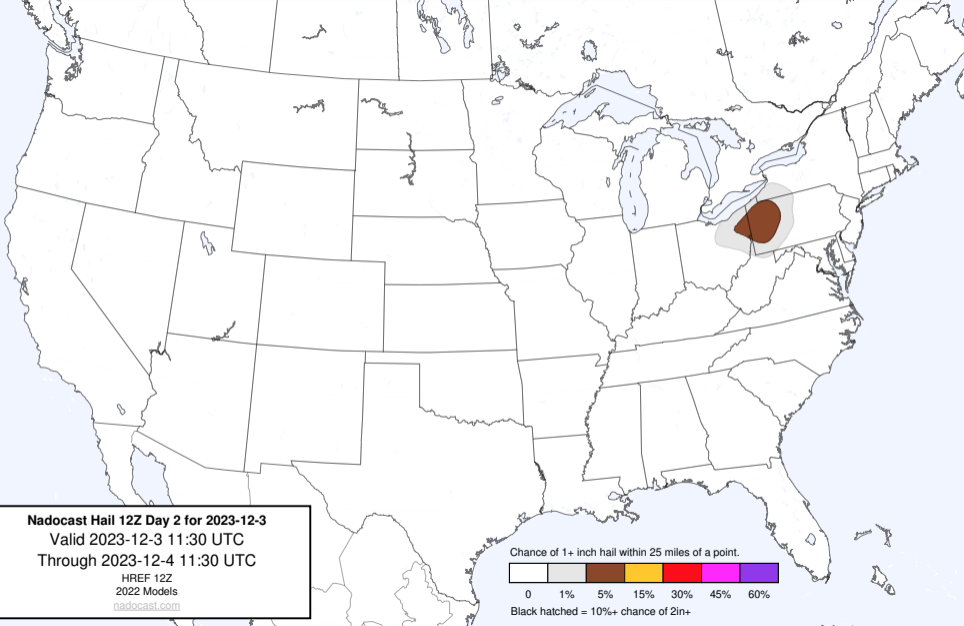 Nadocast Hail 12Z Day 2 for 2023-12-3
Valid 2023-12-3 11:30 UTC
Through 2023-12-4 11:30 UTC
HREF 12Z
2022 Models
nadocast.com
Chance of 1+ inch hail within 25 miles of a point.
0 1% 5% 15% 30% 45% 60%
Black hatched = 10%+ chance of 2in+